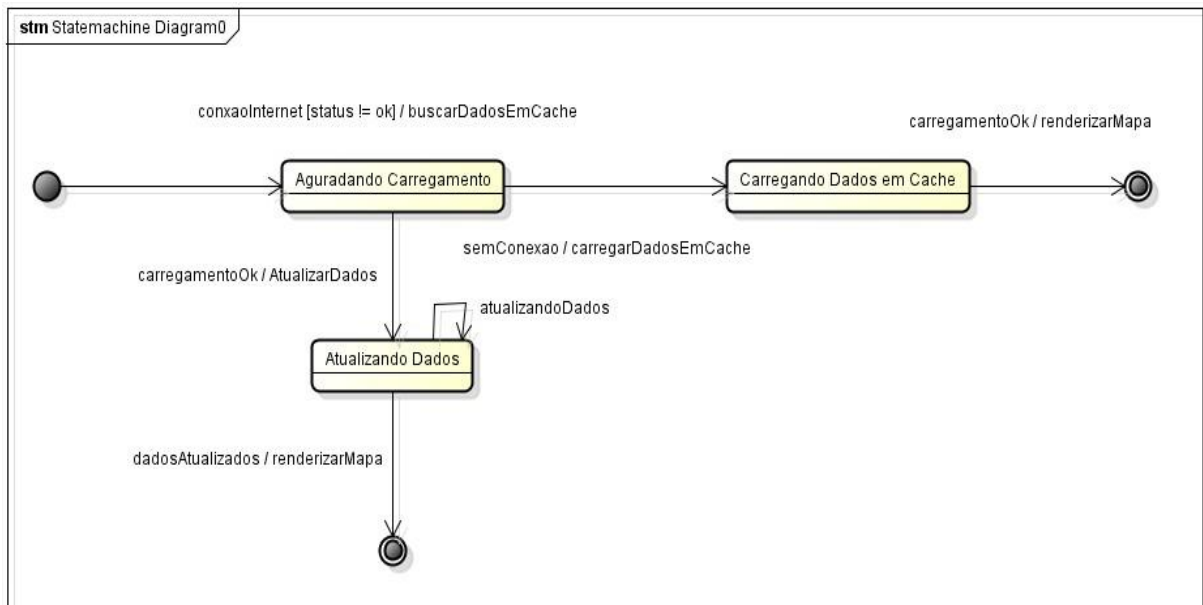 stm Statemachine Diagram0
conxaoInternet [status != ok] / buscarDadosEmCache
carregamentoOk / renderizarMapa
Aguradando Carregamento
Carregando Dados em Cache
semConexao / carregarDadosEmCache
carregamentoOk / AtualizarDados
atualizandoDados
Atualizando Dados
dadosAtualizados / renderizarMapa